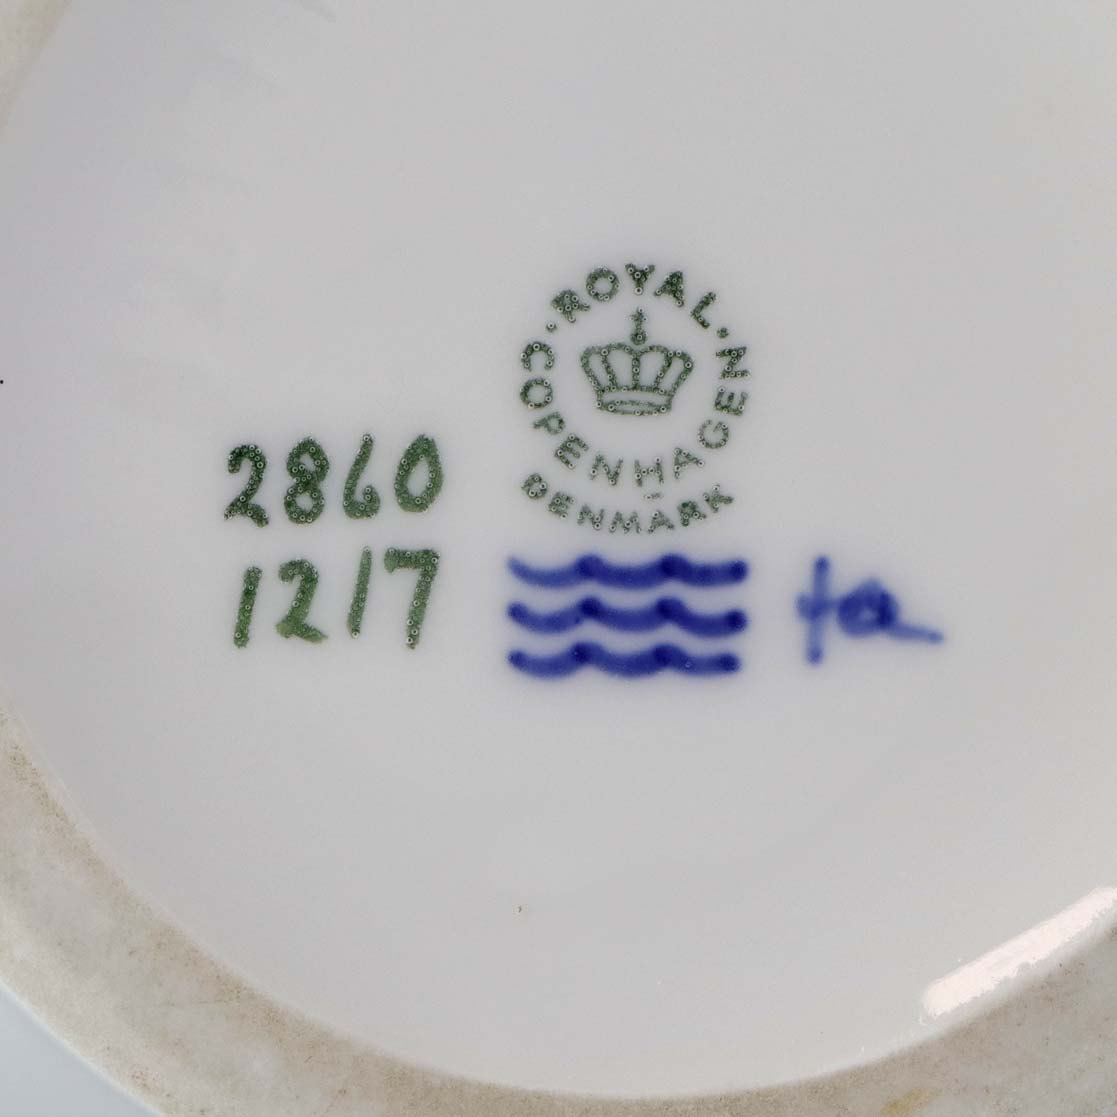 ROYAL
COPENHAGEN
DENMARK
2860
1217